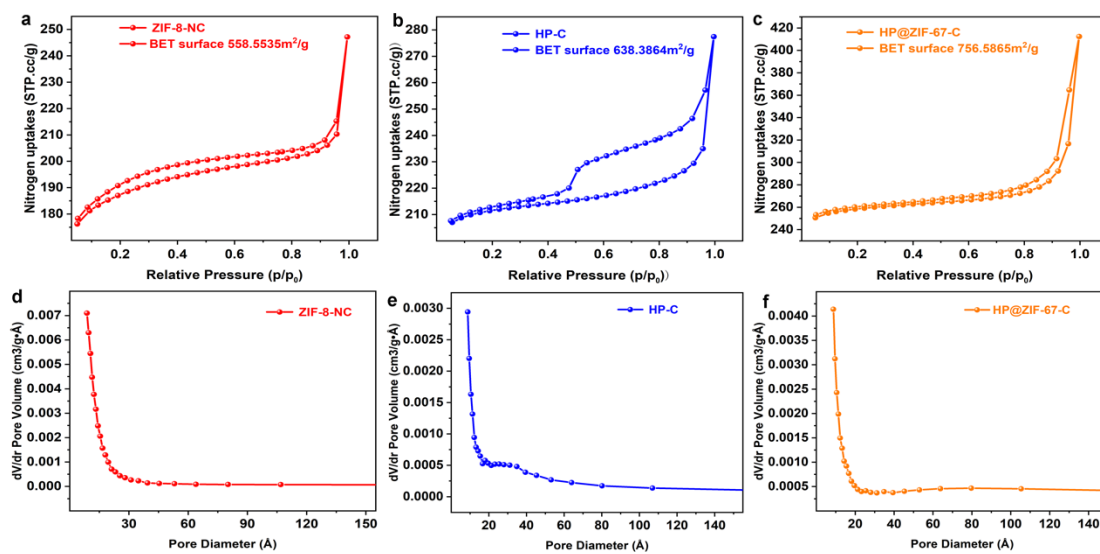 a
ZIF-8-NC
BET surface 558.5535m²/g
Nitrogen uptakes (STP.cc/g)
250
240
230
220
210
200
190
180
0.2 0.4 0.6 0.8 1.0
Relative Pressure (p/p₀)
b
HP-C
BET surface 638.3864m²/g
Nitrogen uptakes (STP.cc/g))
280
270
260
250
240
230
220
210
0.0 0.2 0.4 0.6 0.8 1.0
Relative Pressure (p/p₀))
c
HP@ZIF-67-C
BET surface 756.5865m²/g
Nitrogen uptakes (STP.cc/g)
420
400
380
360
340
320
300
280
260
240
0.0 0.2 0.4 0.6 0.8 1.0
Relative Pressure (p/p₀)
d
ZIF-8-NC
dV/dr Pore Volume (cm3/g•Å)
0.007
0.006
0.005
0.004
0.003
0.002
0.001
0.000
30 60 90 120 150
Pore Diameter (Å)
e
HP-C
dV/dr Pore Volume (cm3/g•Å)
0.0030
0.0025
0.0020
0.0015
0.0010
0.0005
0.0000
0 20 40 60 80 100 120 140
Pore Diameter (Å)
f
HP@ZIF-67-C
dV/dr Pore Volume (cm3/g•Å)
0.0040
0.0035
0.0030
0.0025
0.0020
0.0015
0.0010
0.0005
20 40 60 80 100 120 140
Pore Diameter (Å)